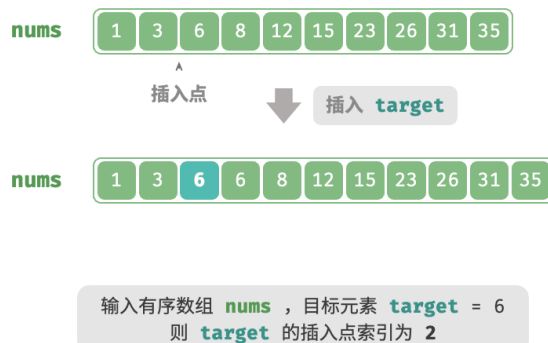 nums 1 3 6 8 12 15 23 26 31 35
插入点
插入 target
nums 1 3 6 6 8 12 15 23 26 31 35
输入有序数组 nums ，目标元素 target = 6
则 target 的插入点索引为 2